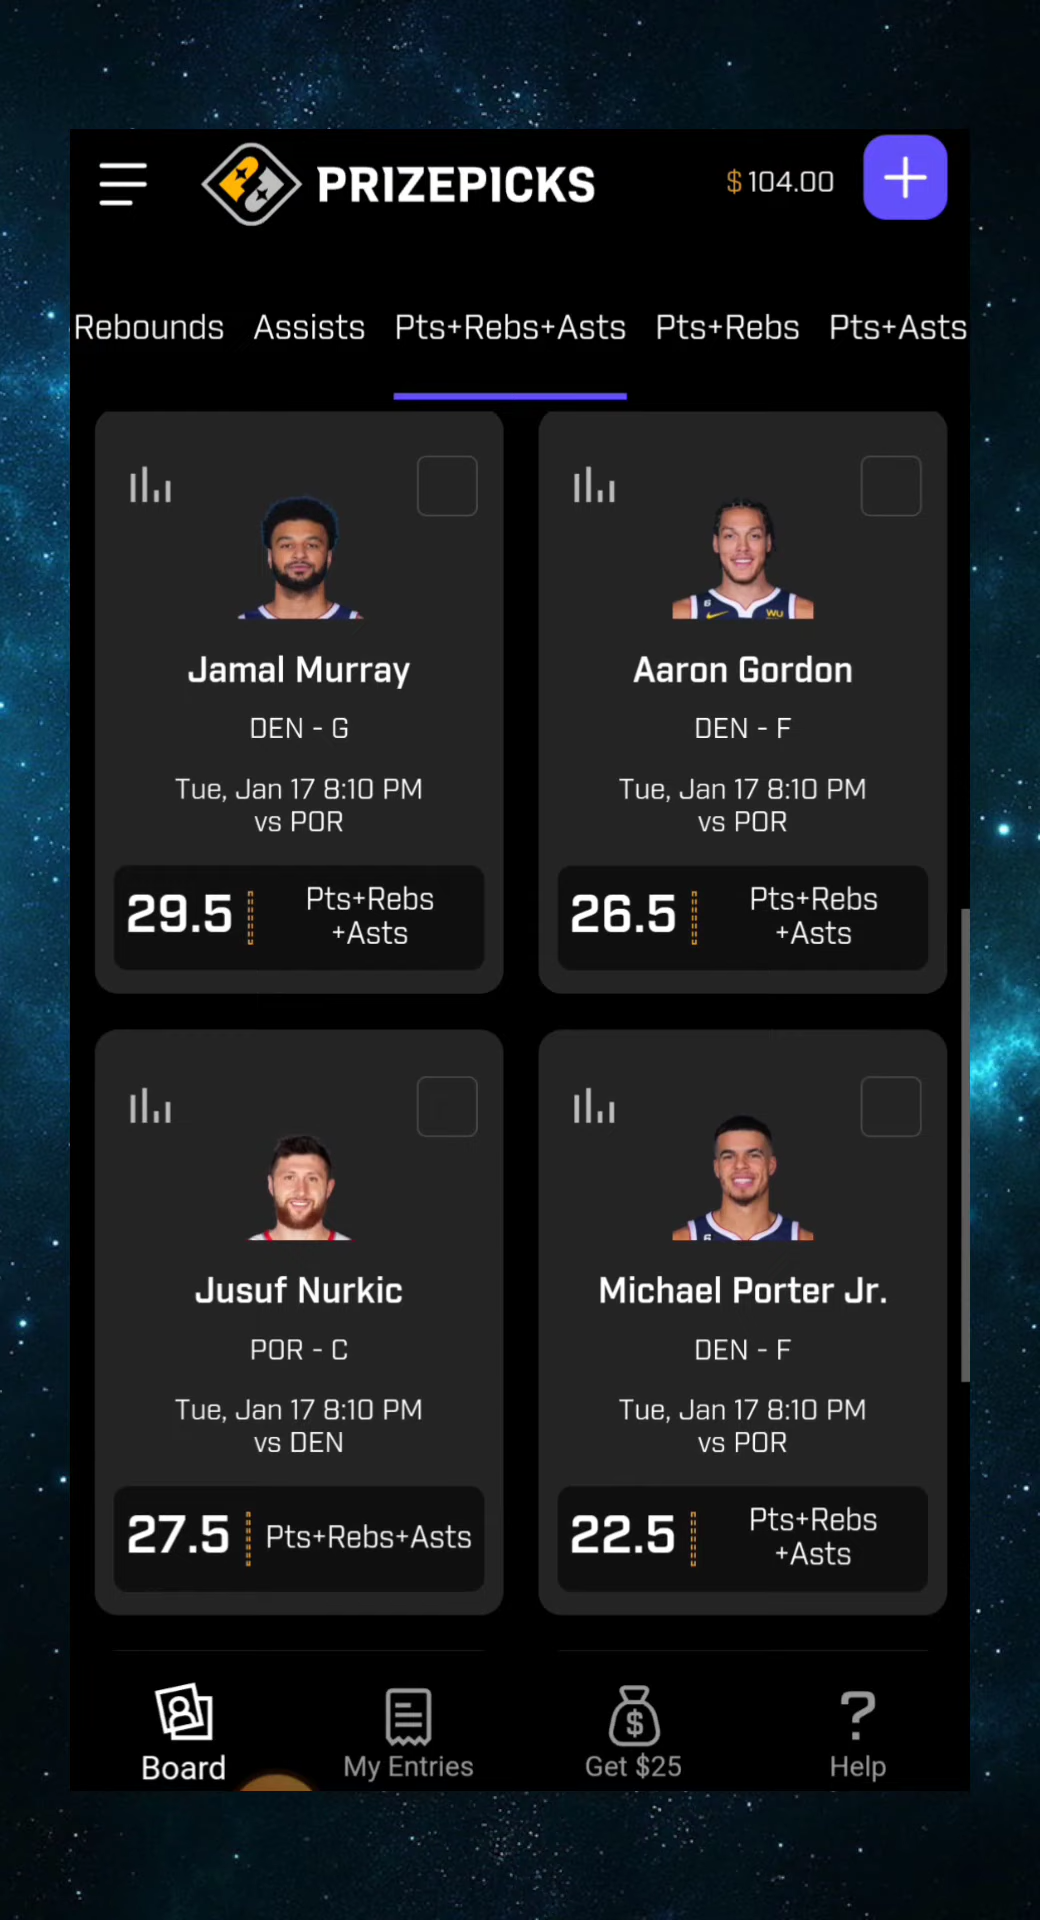 PRIZEPICKS
$ 104.00
Rebounds Assists Pts+Rebs+Asts Pts+Rebs Pts+Asts
Jamal Murray
DEN - G
Tue, Jan 17 8:10 PM
vs POR
29.5 Pts+Rebs
+Asts
6 WU
Aaron Gordon
DEN - F
Tue, Jan 17 8:10 PM
vs POR
26.5 Pts+Rebs
+Asts
Jusuf Nurkic
POR - C
Tue, Jan 17 8:10 PM
vs DEN
27.5 Pts+Rebs+Asts
6
Michael Porter Jr.
DEN - F
Tue, Jan 17 8:10 PM
vs POR
22.5 Pts+Rebs
+Asts
Board
My Entries
$
Get $25
?
Help